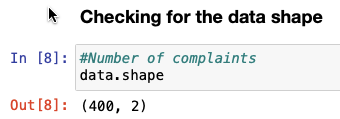 Checking for the data shape
In [8]: #Number of complaints
data.shape
Out[8]: (400, 2)